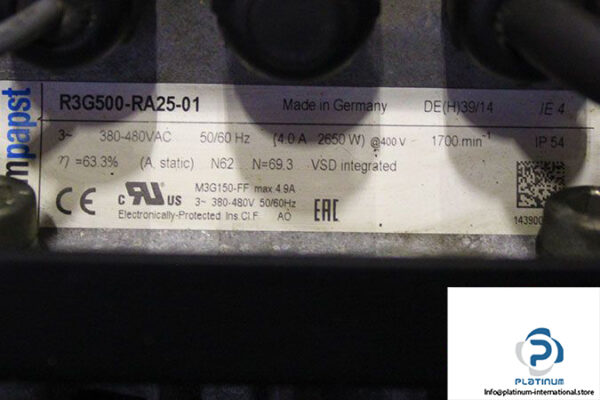 mpapst
R3G500-RA25-01 Made in Germany DE(H)39/14 /E 4
3~ 380-480VAC 50/60 Hz (4.0 A 2650 W) @400 V 1700 min⁻¹ IP 54
η =63.3% (A, static) N62 N=69.3 VSD integrated
CE c RU US M3G150-FF max 4.9A
3~ 380-480V 50/60Hz
Electronically-Protected Ins.Cl.F AO EAC
143900
PLATINUM
info@platinum-international.store